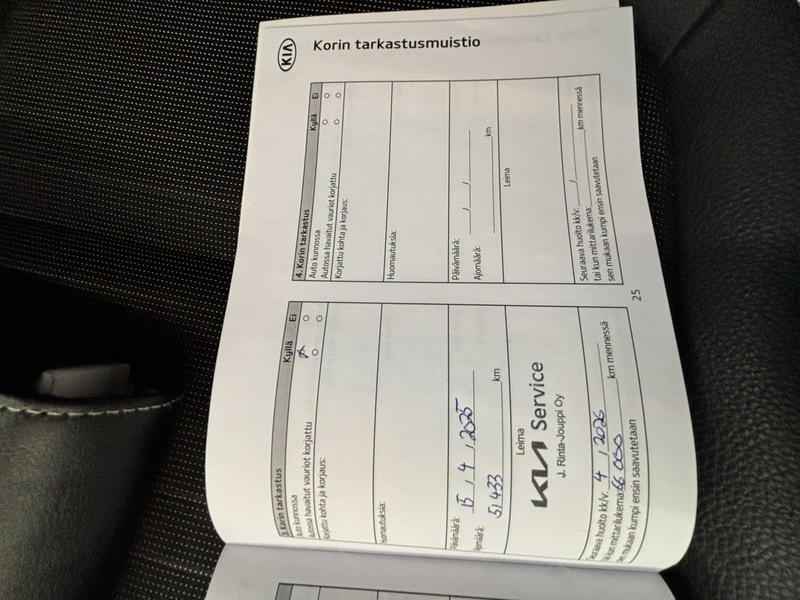 KIA
Korin tarkastusmuistio
3. Korin tarkastus Kyllä Ei
Auto kunnossa
Autossa havaitut vauriot korjattu
Korjattu kohta ja korjaus:
Huomautuksia:
Päivämäärä: 15 / 4 / 2025
Ajomäärä: 51 433 km
Leima
KIA Service
J. Rinta-Jouppi Oy
Seuraava huolto kk/v: 4 / 2026
tai kun mittarilukema: 66 000 km mennessä
sen mukaan kumpi ensin saavutetaan
4. Korin tarkastus Kyllä Ei
Auto kunnossa
Autossa havaitut vauriot korjattu
Korjattu kohta ja korjaus:
Huomautuksia:
Päivämäärä: / /
Ajomäärä: km
Leima
Seuraava huolto kk/v: /
tai kun mittarilukema: km mennessä
sen mukaan kumpi ensin saavutetaan
25